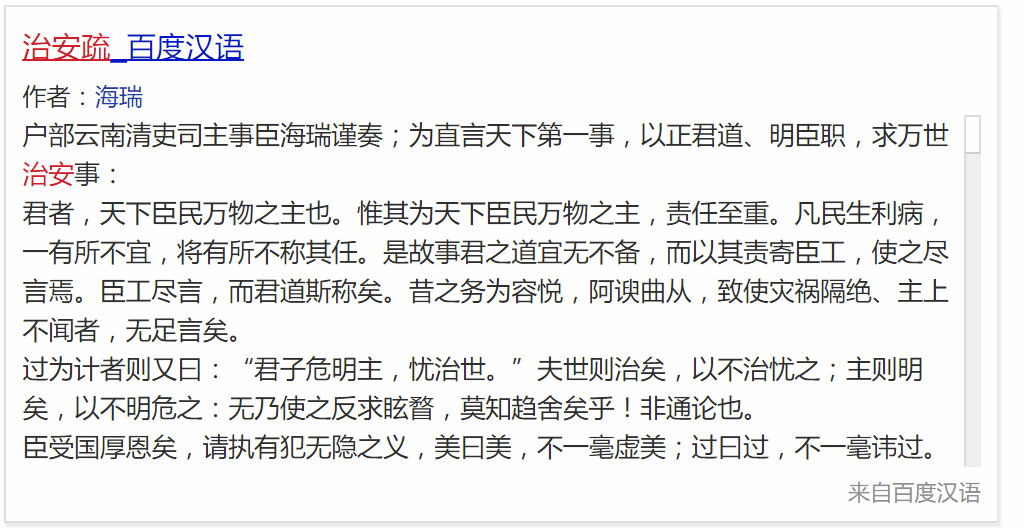 治安疏_百度汉语
作者：海瑞
户部云南清吏司主事臣海瑞谨奏；为直言天下第一事，以正君道、明臣职，求万世
治安事：
君者，天下臣民万物之主也。惟其为天下臣民万物之主，责任至重。凡民生利病，
一有所不宜，将有所不称其任。是故事君之道宜无不备，而以其责寄臣工，使之尽
言焉。臣工尽言，而君道斯称矣。昔之务为容悦，阿谀曲从，致使灾祸隔绝、主上
不闻者，无足言矣。
过为计者则又曰：“君子危明主，忧治世。”夫世则治矣，以不治忧之；主则明
矣，以不明危之：无乃使之反求眩瞀，莫知趋舍矣乎！非通论也。
臣受国厚恩矣，请执有犯无隐之义，美曰美，不一毫虚美；过曰过，不一毫讳过。
来自百度汉语